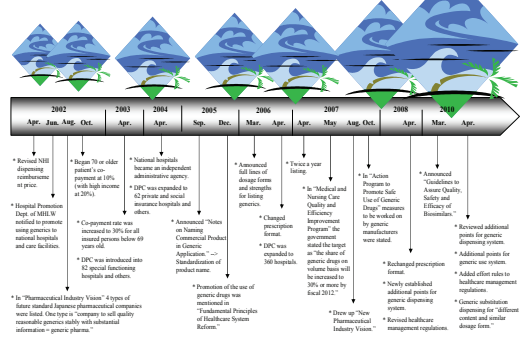 2002 2003 2004 2005 2006 2007 2008 2010
Apr. Jun. Aug. Oct. Apr. Apr. Sep. Dec. Mar. Apr. Apr. May Aug. Oct. Apr. Mar. Apr.
* Revised NHI
dispensing
reimburseme
nt price.
* Hospital Promotion
Dept. of MHLW
notified to promote
using generics to
national hospitals
and care facilities.
* In “Pharmaceutical Industry Vision” 4 types of
future standard Japanese pharmaceutical companies
were listed. One type is “company to sell quality
reasonable generics stably with substantial
information = generic pharma.”
* Began 70 or older
patient’s co-
payment at 10%
(with high income
at 20%).
* Co-payment rate was
increased to 30% for all
insured persons below 69
years old.
* DPC was introduced into
82 special functioning
hospitals and others.
* National hospitals
became an independent
administrative agency.
* DPC was expanded to
62 private and social
insurance hospitals and
others.
* Announced “Notes
on Naming
Commercial Product
in Generic
Application.” -->
Standardization of
product name.
* Promotion of the use of
generic drugs was
mentioned in
“Fundamental Principles
of Healthcare System
Reform.”
* Announced
full lines of
dosage forms
and strengths
for listing
generics.
* Changed
prescription
format.
* DPC was
expanded to
360 hospitals.
* Twice a year
listing.
* In “Medical and
Nursing Care
Quality and
Efficiency
Improvement
Program” the
government
stated the target
as “the share of
generic drugs on
volume basis will
be increased to
30% or more by
fiscal 2012.”
* Drew up “New
Pharmaceutical
Industry Vision.”
* In “Action
Program to
Promote Safe
Use of Generic
Drugs” measures
to be worked on
by generic
manufacturers
were stated.
* Rechanged prescription
format.
* Newly established
additional points for
generic dispensing
system.
* Revised healthcare
management regulations.
* Announced
“Guidelines to
Assure Quality,
Safety and
Efficacy of
Biosimilars.”
* Reviewed additional
points for generic
dispensing system.
* Additional points for
generic use system.
* Added effort rules to
healthcare management
regulations.
* Generic substitution
dispensing for “different
content and similar
dosage form.”